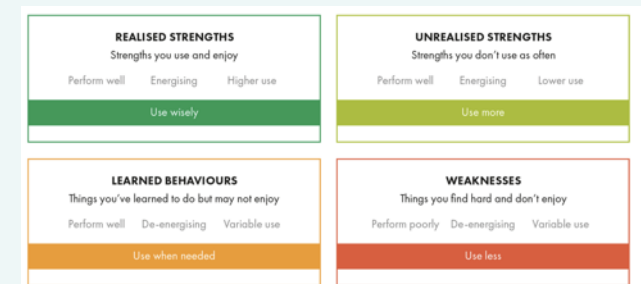 REALISED STRENGTHS
Strengths you use and enjoy
Perform well Energising Higher use
Use wisely
UNREALISED STRENGTHS
Strengths you don't use as often
Perform well Energising Lower use
Use more
LEARNED BEHAVIOURS
Things you've learned to do but may not enjoy
Perform well De-energising Variable use
Use when needed
WEAKNESSES
Things you find hard and don't enjoy
Perform poorly De-energising Variable use
Use less